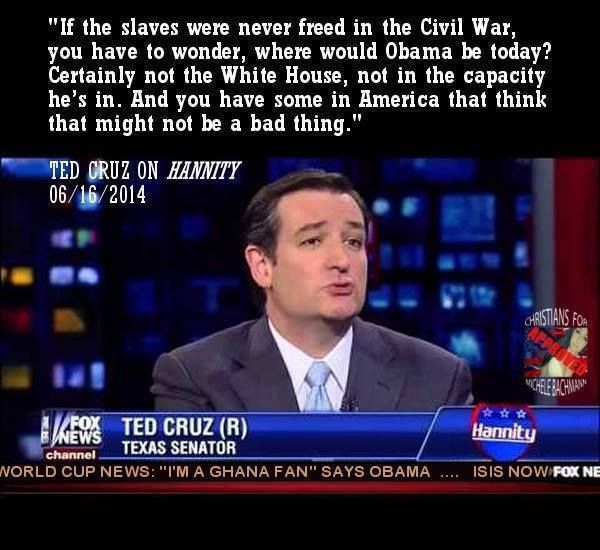 "If the slaves were never freed in the Civil War,
you have to wonder, where would Obama be today?
Certainly not the White House, not in the capacity
he's in. And you have some in America that think
that might not be a bad thing."
TED CRUZ ON HANNITY
06/16/2014
CHRISTIANS FOR
APPROVED
MICHELE BACHMANN
FOX
NEWS
channel
TED CRUZ (R)
TEXAS SENATOR
Hannity
WORLD CUP NEWS: "I'M A GHANA FAN" SAYS OBAMA .... ISIS NOW FOX NE